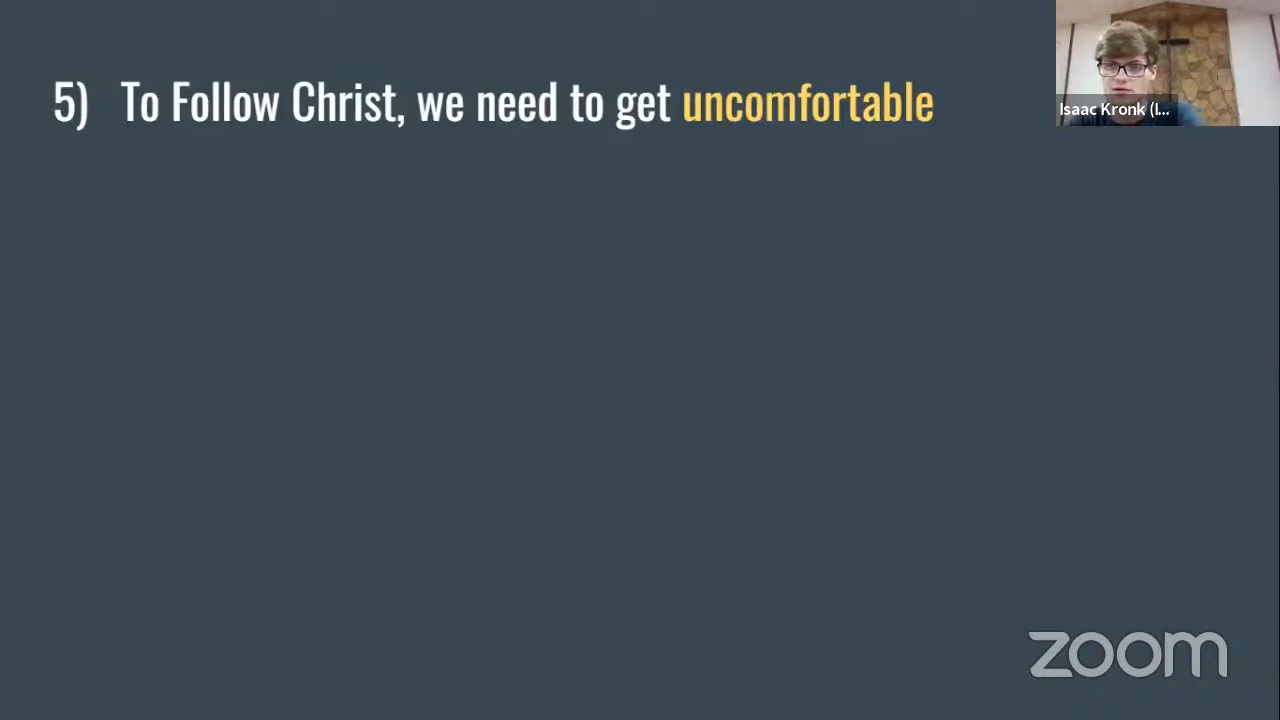 5) To Follow Christ, we need to get uncomfortable
Isaac Kronk (I...
zoom